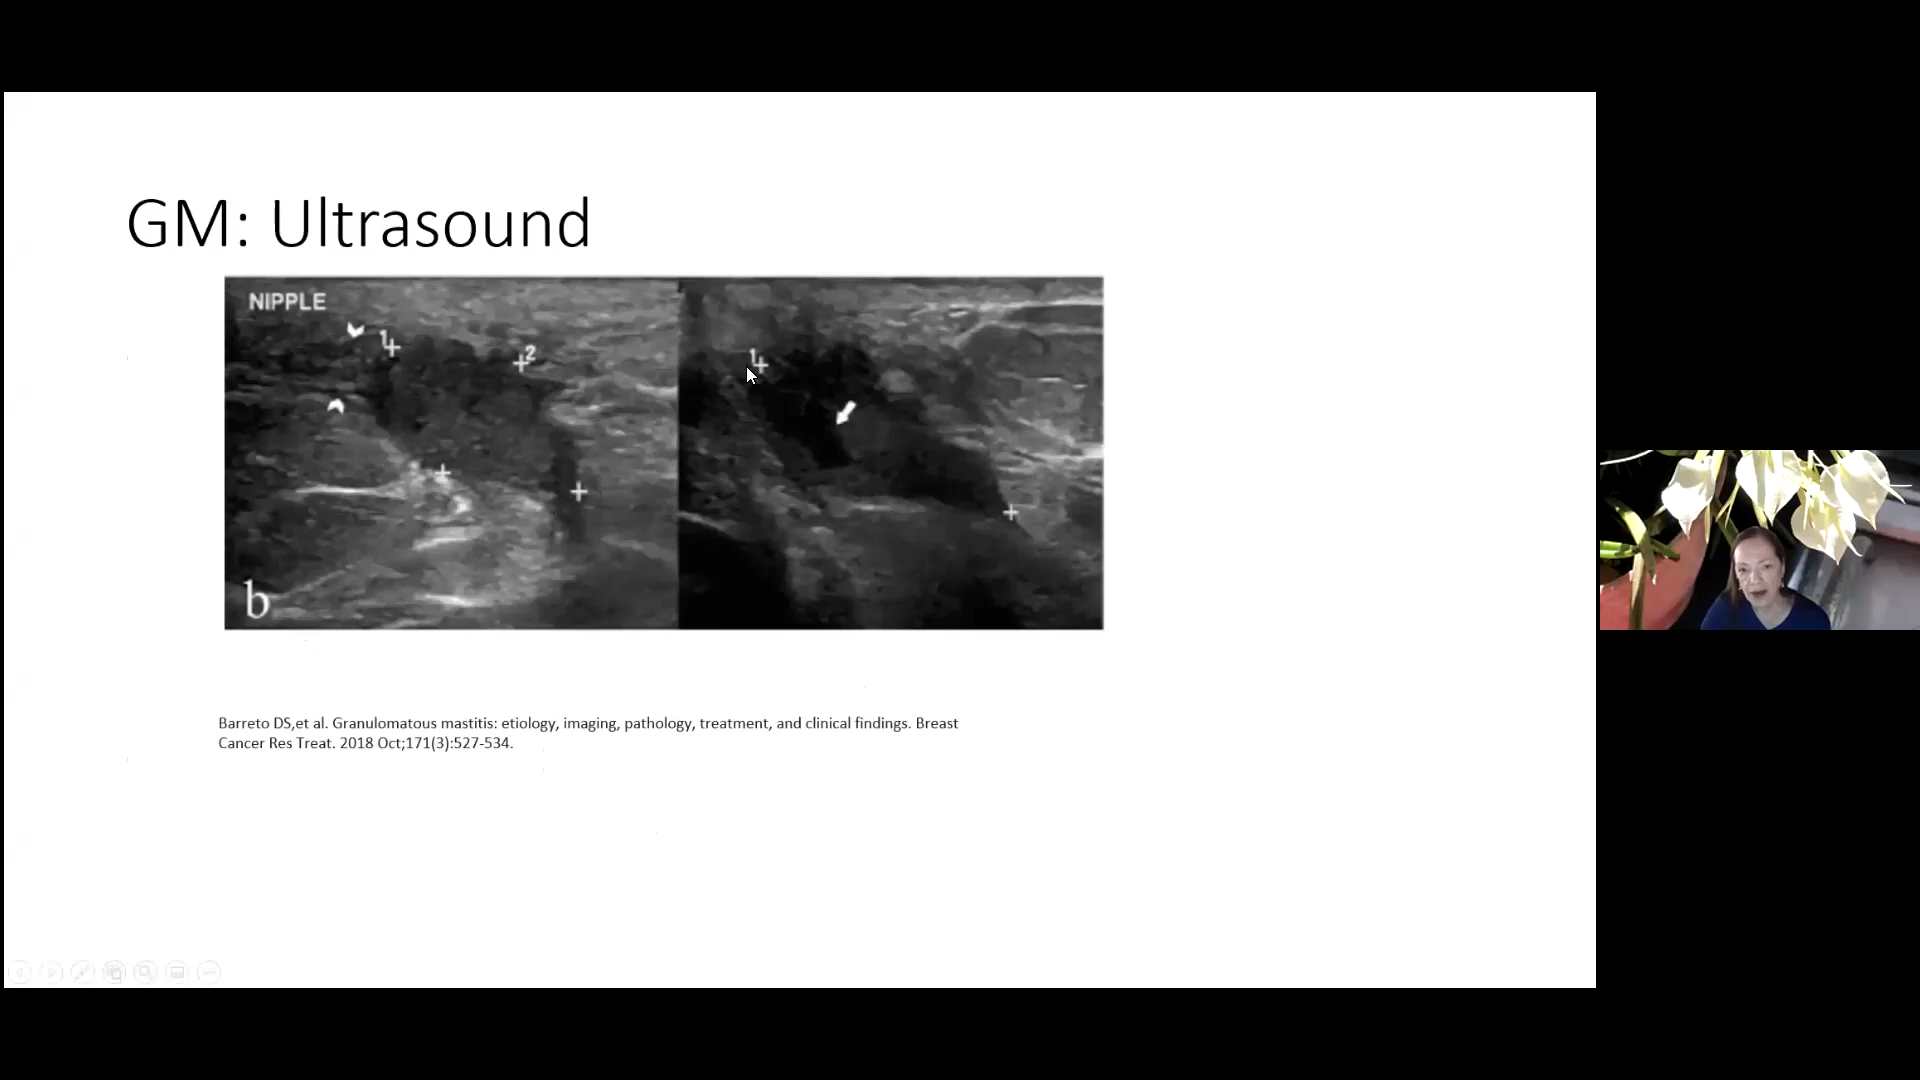 GM: Ultrasound
NIPPLE
1
2
1
b
Barreto DS,et al. Granulomatous mastitis: etiology, imaging, pathology, treatment, and clinical findings. Breast
Cancer Res Treat. 2018 Oct;171(3):527-534.